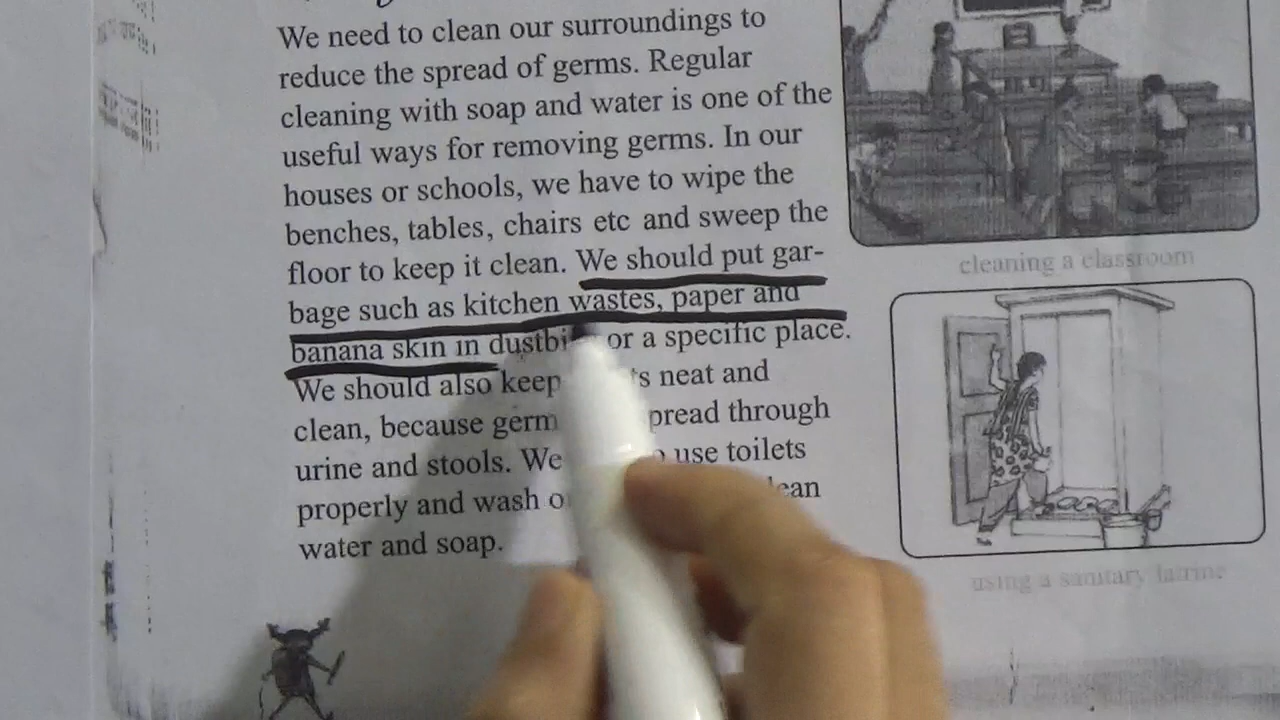 We need to clean our surroundings to
reduce the spread of germs. Regular
cleaning with soap and water is one of the
useful ways for removing germs. In our
houses or schools, we have to wipe the
benches, tables, chairs etc and sweep the
floor to keep it clean. We should put gar-
bage such as kitchen wastes, paper and
banana skin in or a specific place.
We should also keep neat and
clean, because through
urine and stools. We use toilets
properly and wash
water and soap.
cleaning a classroom
using a sanitary latrine